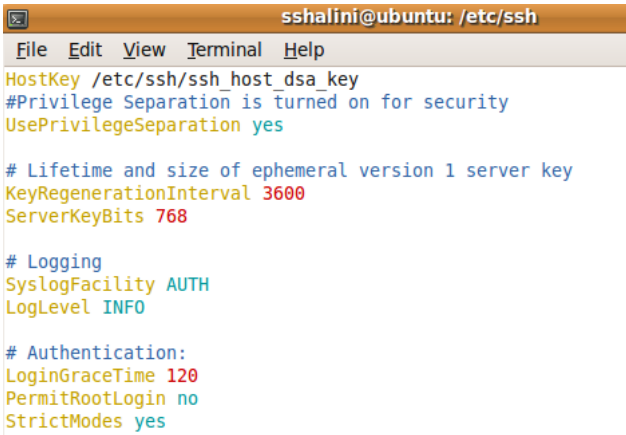 sshalini@ubuntu: /etc/ssh
File Edit View Terminal Help
HostKey /etc/ssh/ssh_host_dsa_key
#Privilege Separation is turned on for security
UsePrivilegeSeparation yes
# Lifetime and size of ephemeral version 1 server key
KeyRegenerationInterval 3600
ServerKeyBits 768
# Logging
SyslogFacility AUTH
LogLevel INFO
# Authentication:
LoginGraceTime 120
PermitRootLogin no
StrictModes yes